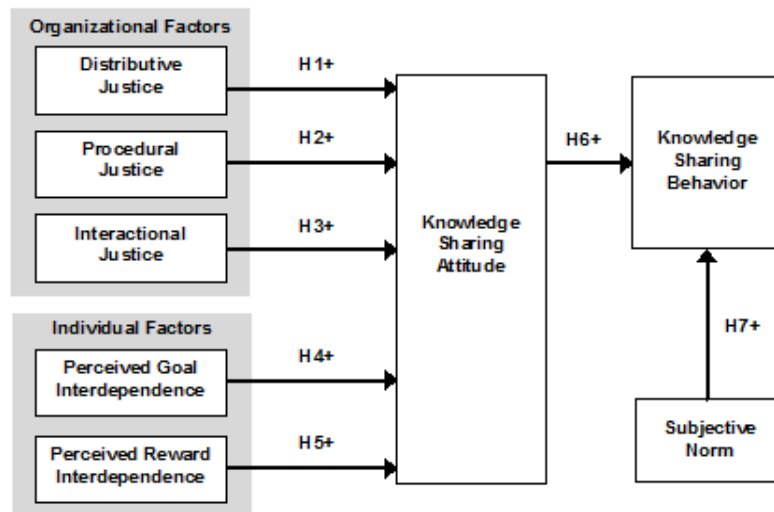 Organizational Factors
Distributive
Justice
H1+
Procedural
Justice
H2+
Interactional
Justice
H3+
Individual Factors
Perceived Goal
Interdependence
H4+
Perceived Reward
Interdependence
H5+
Knowledge
Sharing
Attitude
H6+
Knowledge
Sharing
Behavior
H7+
Subjective
Norm